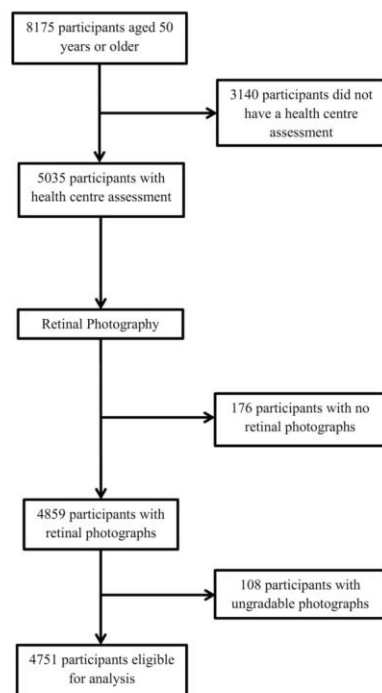 8175 participants aged 50
years or older
3140 participants did not
have a health centre
assessment
5035 participants with
health centre assessment
Retinal Photography
176 participants with no
retinal photographs
4859 participants with
retinal photographs
108 participants with
ungradable photographs
4751 participants eligible
for analysis